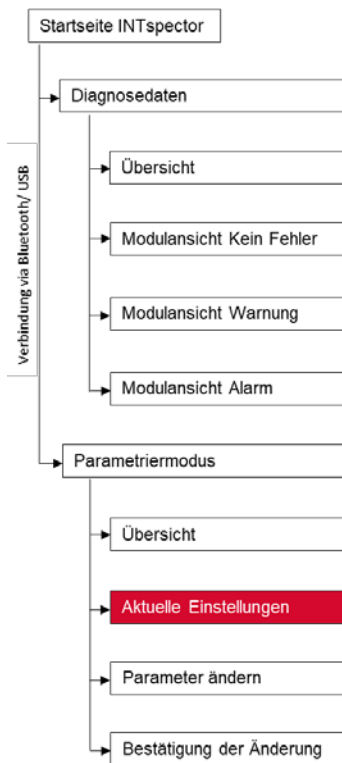 Startseite INTspector
Diagnosedaten
Übersicht
Modulansicht Kein Fehler
Modulansicht Warnung
Modulansicht Alarm
Verbindung via Bluetooth/ USB
Parametriermodus
Übersicht
Aktuelle Einstellungen
Parameter ändern
Bestätigung der Änderung